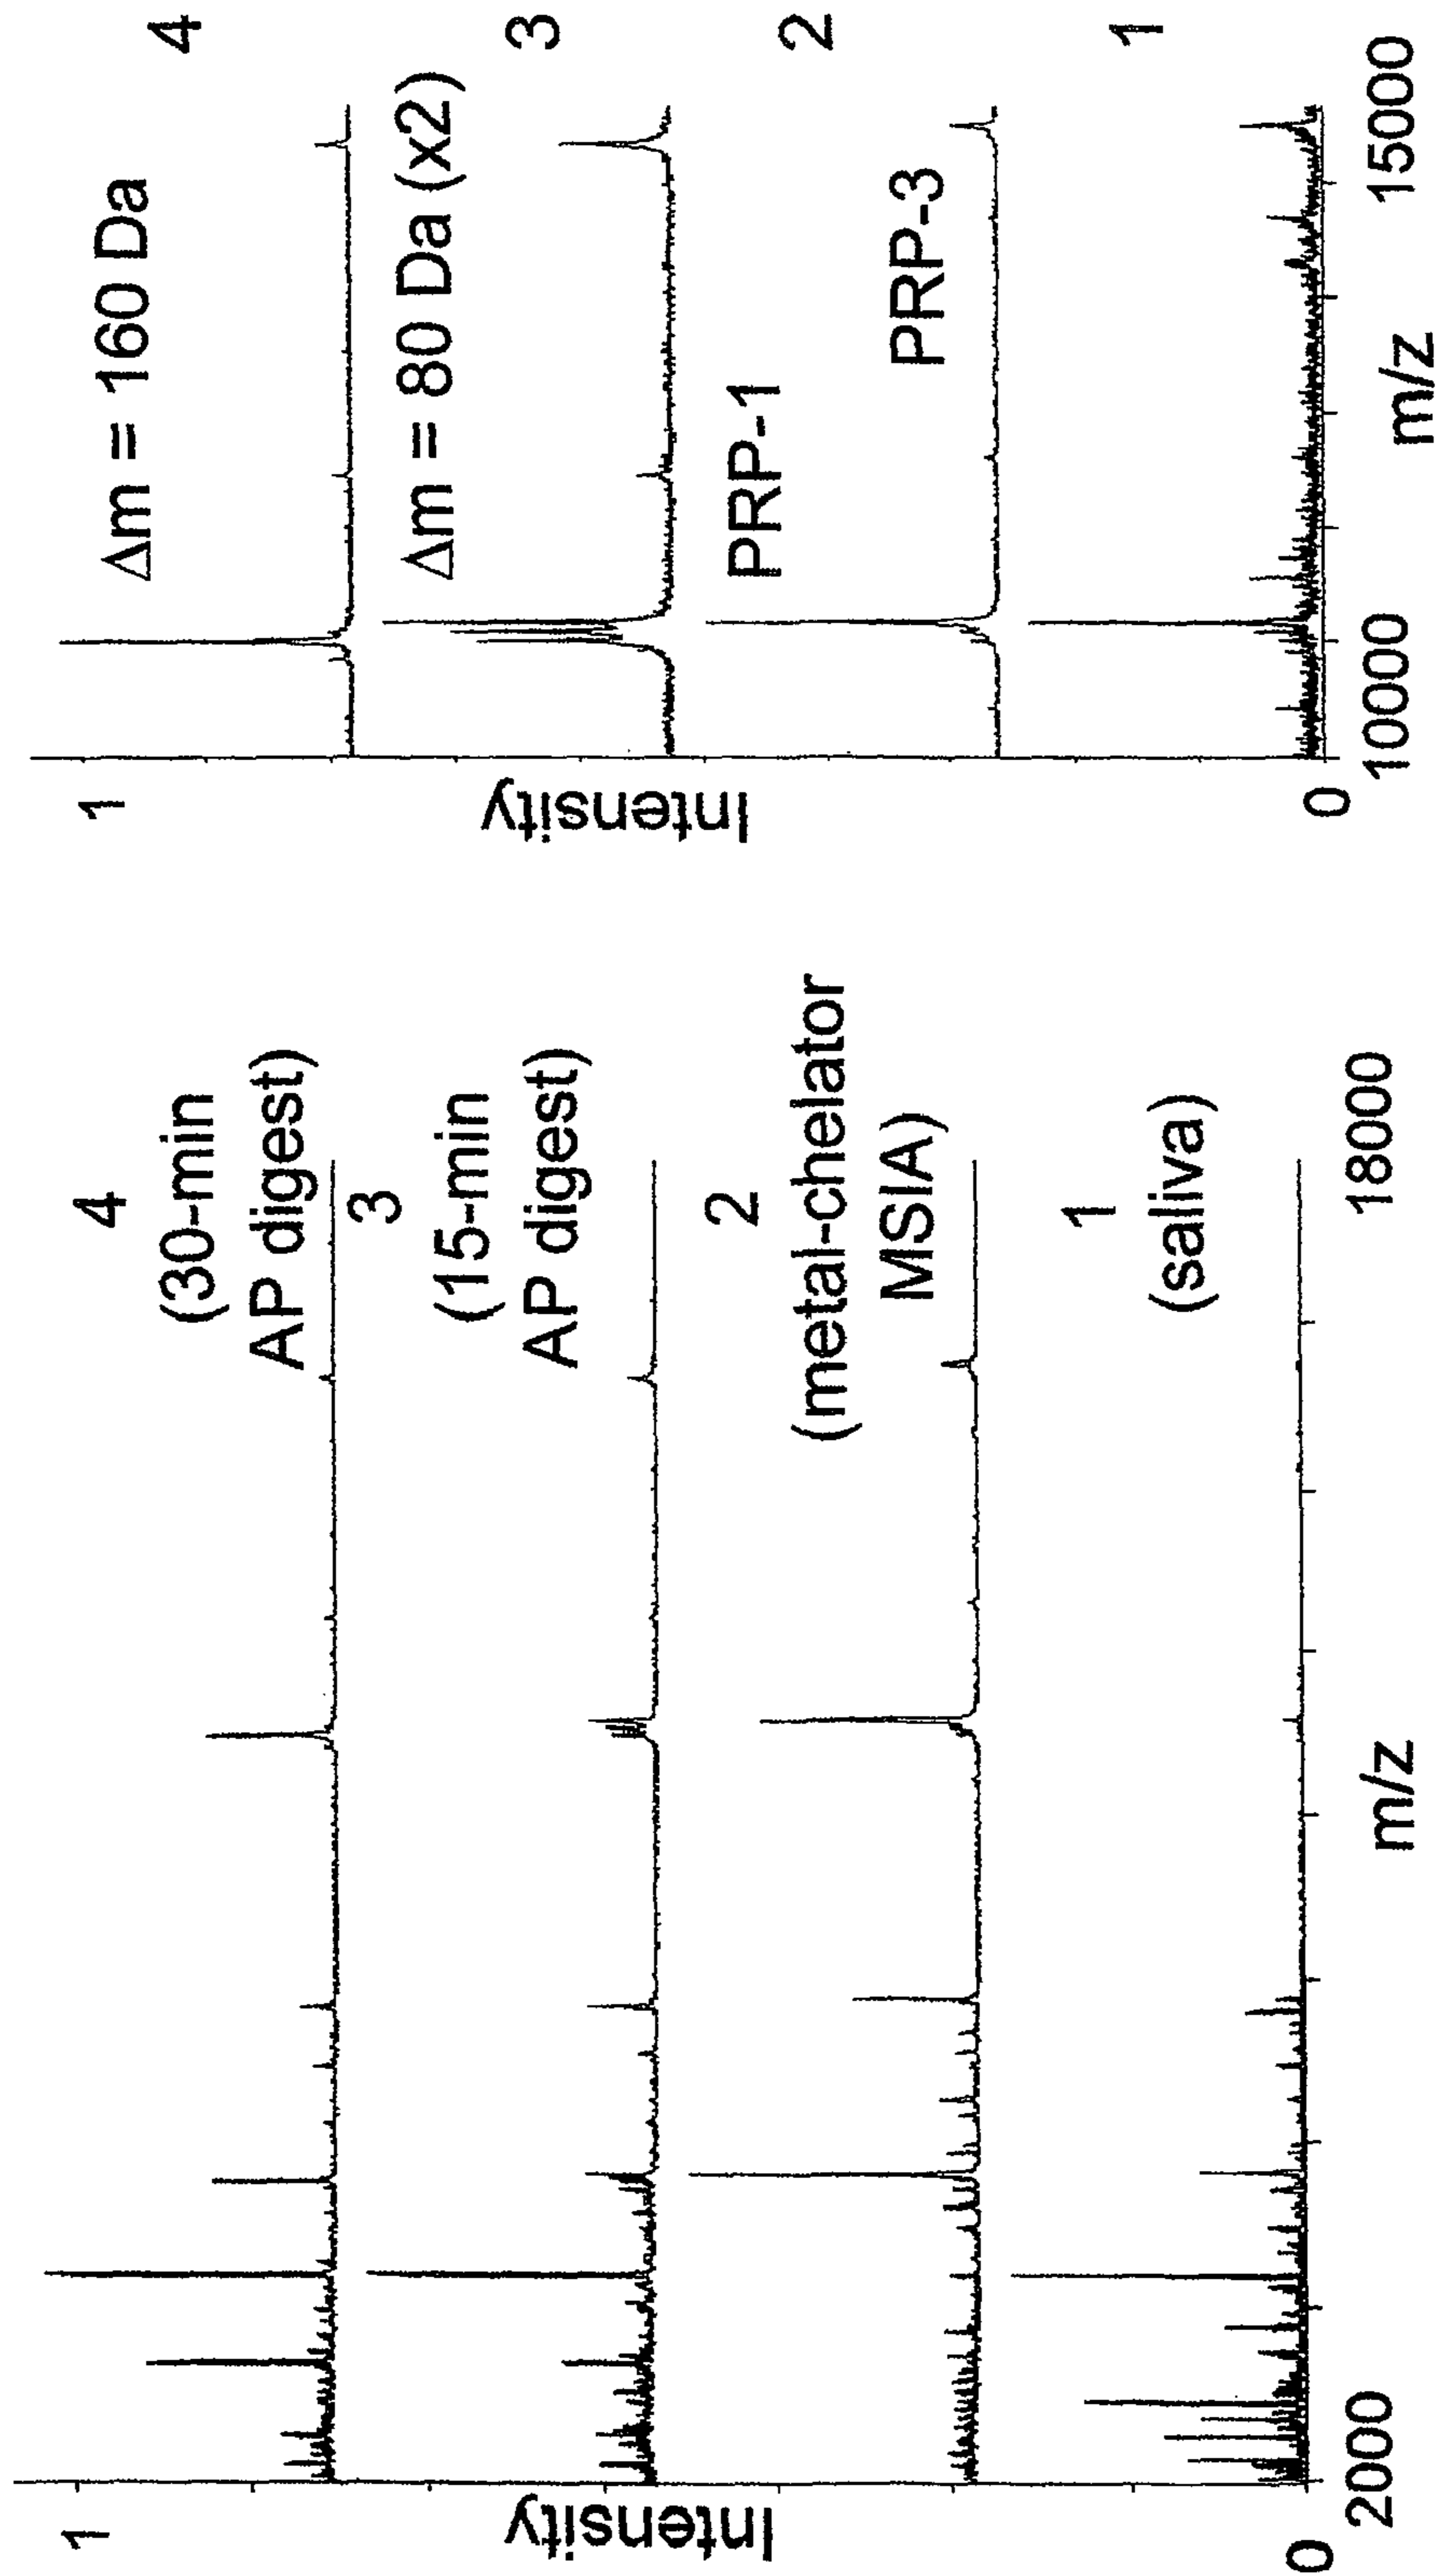 1
Intensity
0
4
(30-min
AP digest)
3
(15-min
AP digest)
2
(metal-chelator
MSIA)
1
(saliva)
2000
18000
m/z
1
Intensity
0
Δm = 160 Da
4
Δm = 80 Da (x2)
3
PRP-1
PRP-3
2
1
10000
15000
m/z